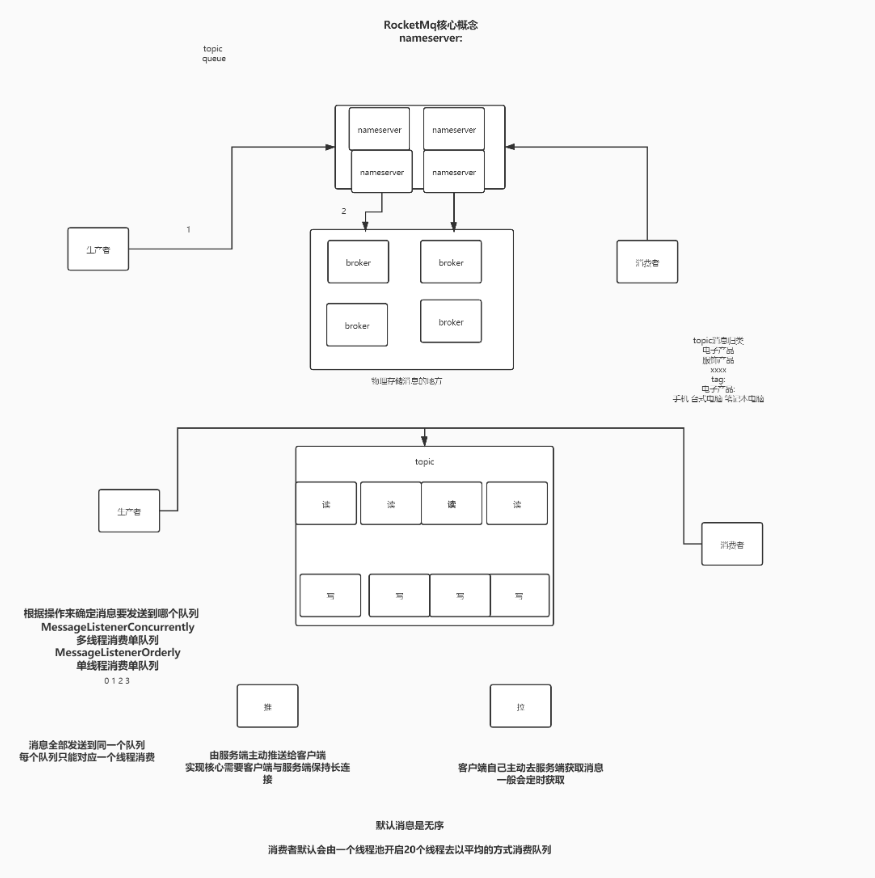 RocketMq核心概念
nameserver:
topic
queue
nameserver
nameserver
nameserver
nameserver
1
2
生产者
broker
broker
broker
broker
消费者
物理存储消息的地方
topic消息归类
电子产品
服饰产品
xxxx
tag:
电子产品:
手机 台式电脑 笔记本电脑
topic
读
读
读
读
生产者
消费者
写
写
写
写
根据操作来确定消息要发送到哪个队列
MessageListenerConcurrently
多线程消费单队列
MessageListenerOrderly
单线程消费单队列
0 1 2 3
推
拉
消息全部发送到同一个队列
每个队列只能对应一个线程消费
由服务端主动推送给客户端
实现核心需要客户端与服务端保持长连
接
客户端自己主动去服务端获取消息
一般会定时获取
默认消息是无序
消费者默认会由一个线程池开启20个线程去以平均的方式消费队列